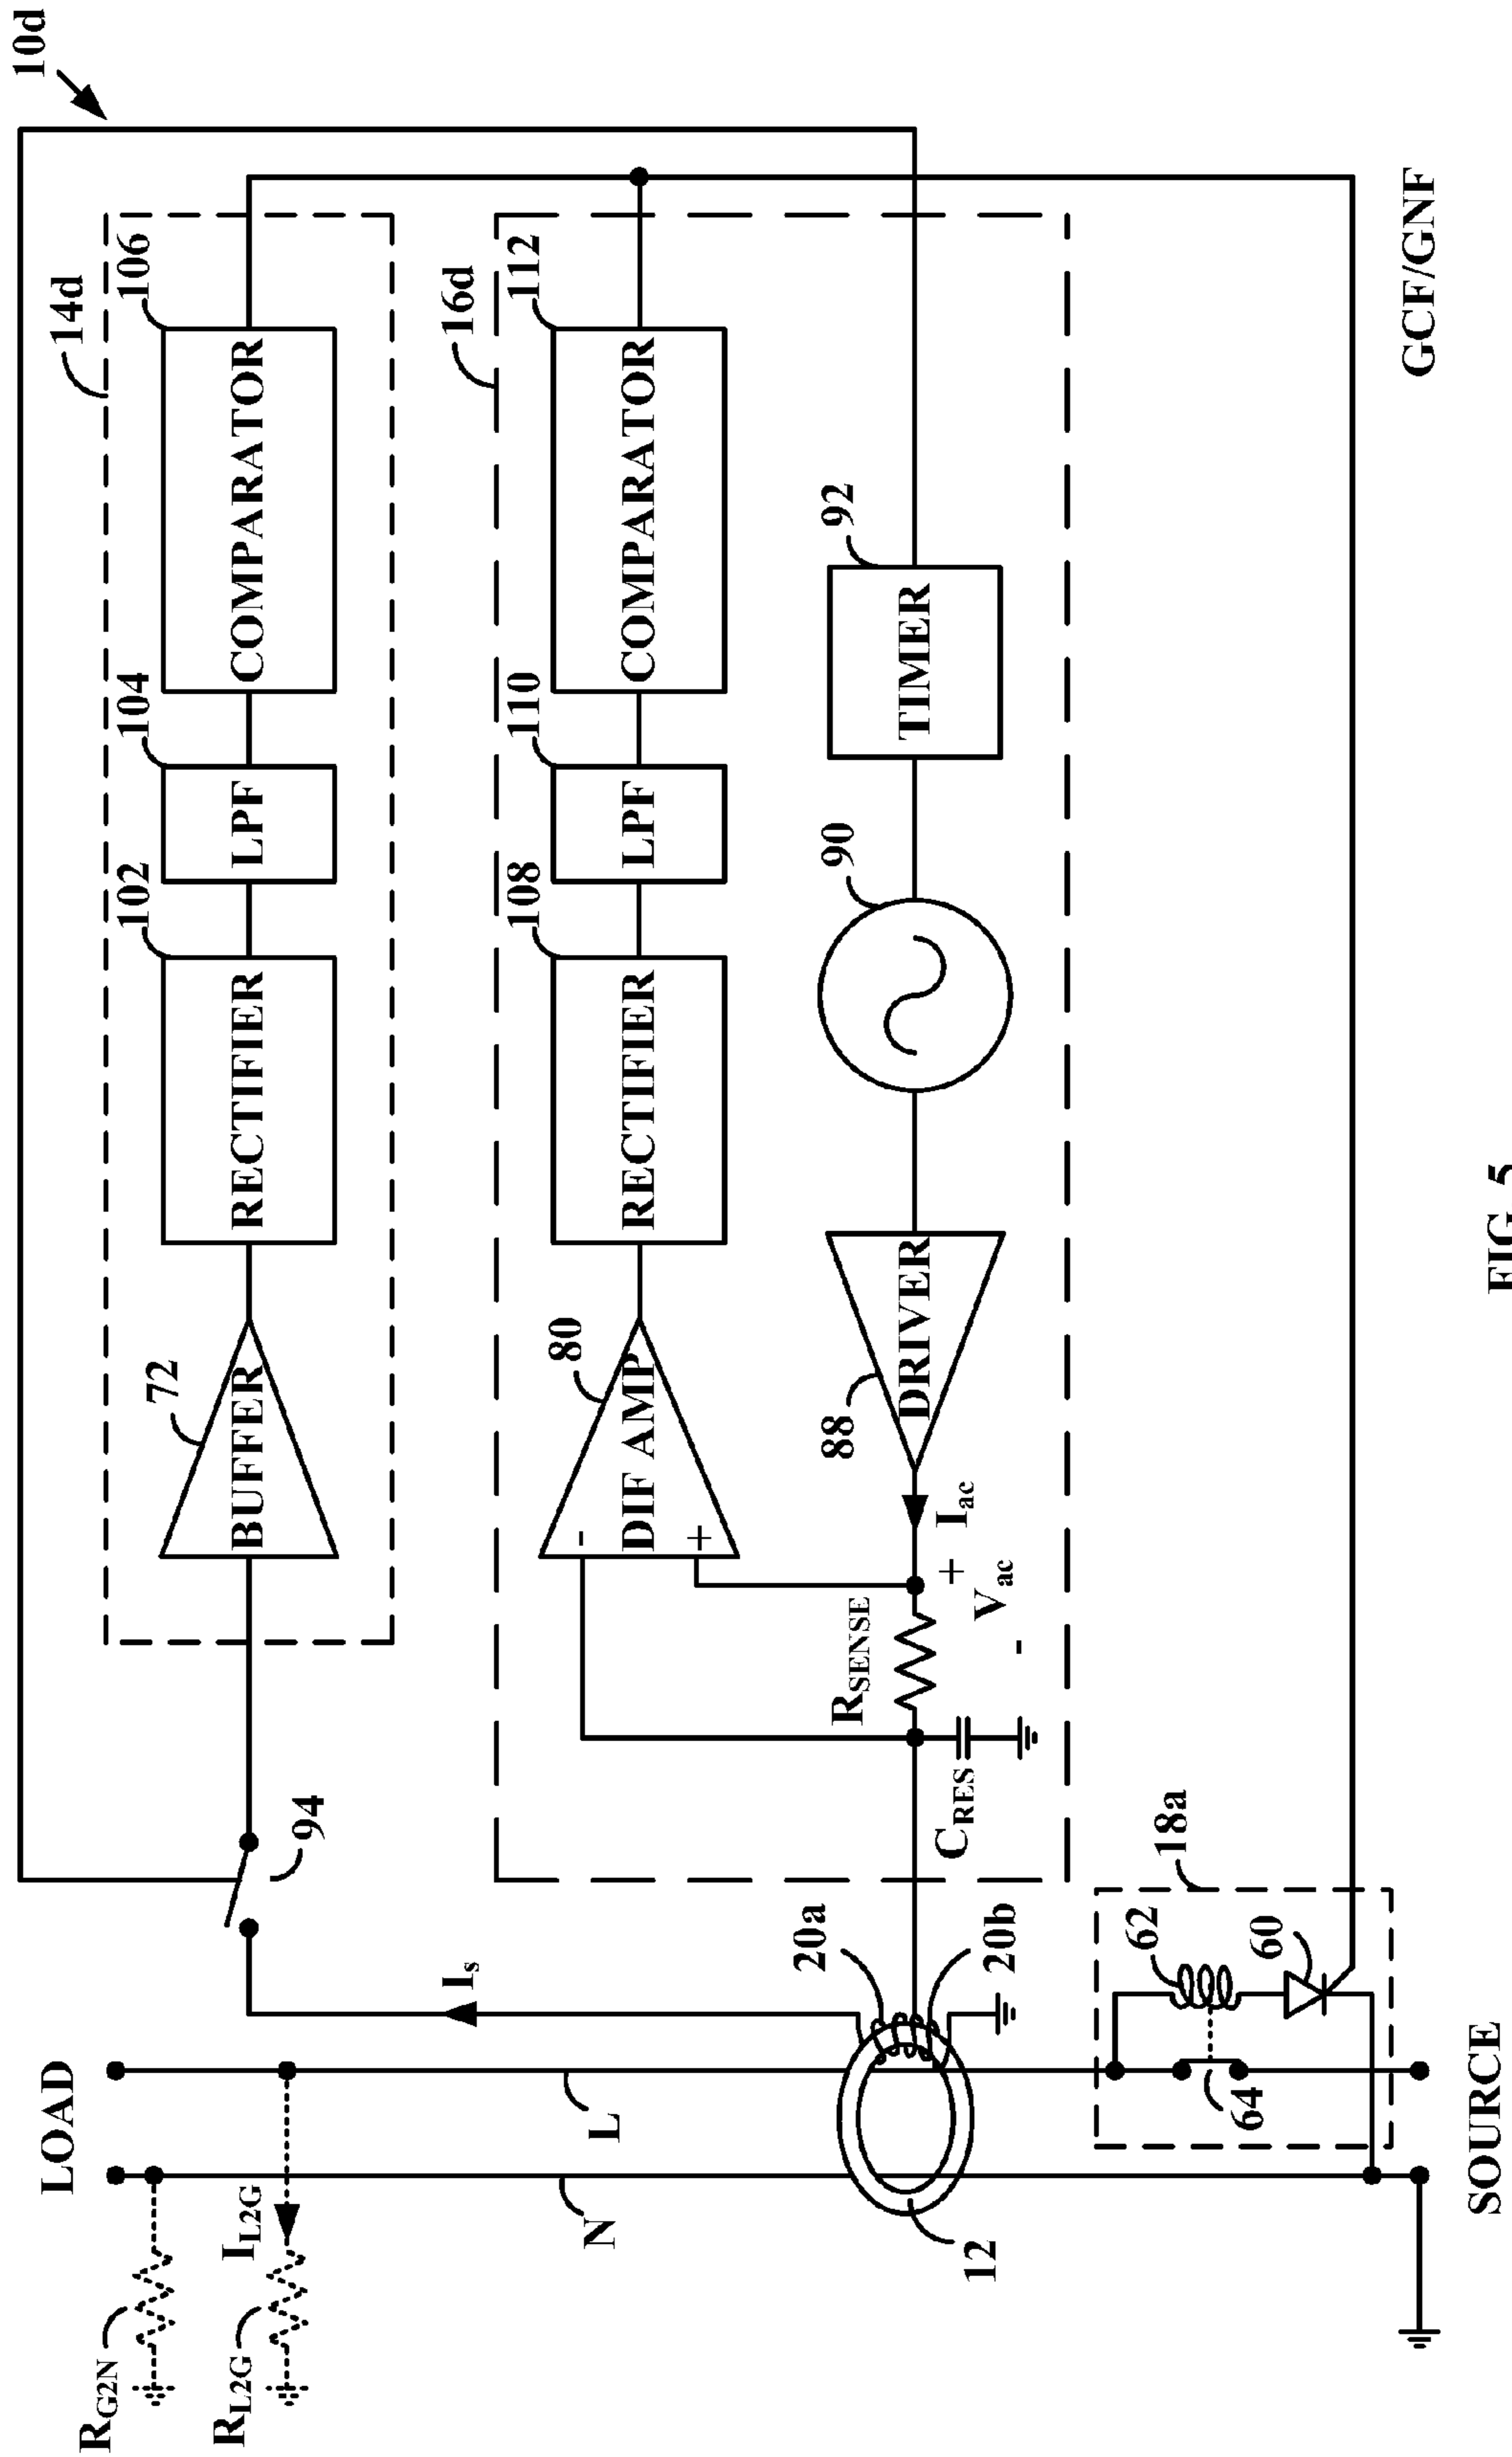 10d
14d
72
102
104
106
BUFFER
RECTIFIER
LPF
COMPARATOR
94
16d
80
108
110
112
-
DIF AMP
+
RECTIFIER
LPF
COMPARATOR
88
90
92
RSENSE
DRIVER
TIMER
Iac
+
Vac
-
CRES
Is
20a
20b
LOAD
L
N
RG2N
IL2G
RL2G
12
18a
62
60
64
SOURCE
GCF/GNF
FIG. 5